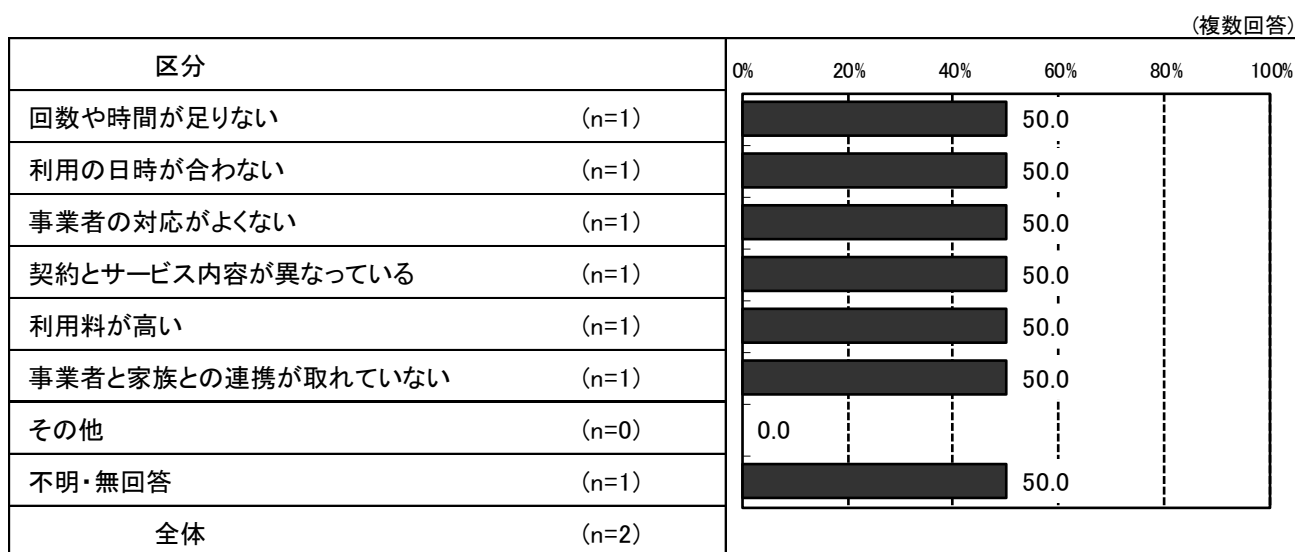 (複数回答)
区分
0% 20% 40% 60% 80% 100%
回数や時間が足りない (n=1) 50.0
利用の日時が合わない (n=1) 50.0
事業者の対応がよくない (n=1) 50.0
契約とサービス内容が異なっている (n=1) 50.0
利用料が高い (n=1) 50.0
事業者と家族との連携が取れていない (n=1) 50.0
その他 (n=0) 0.0
不明・無回答 (n=1) 50.0
全体 (n=2)